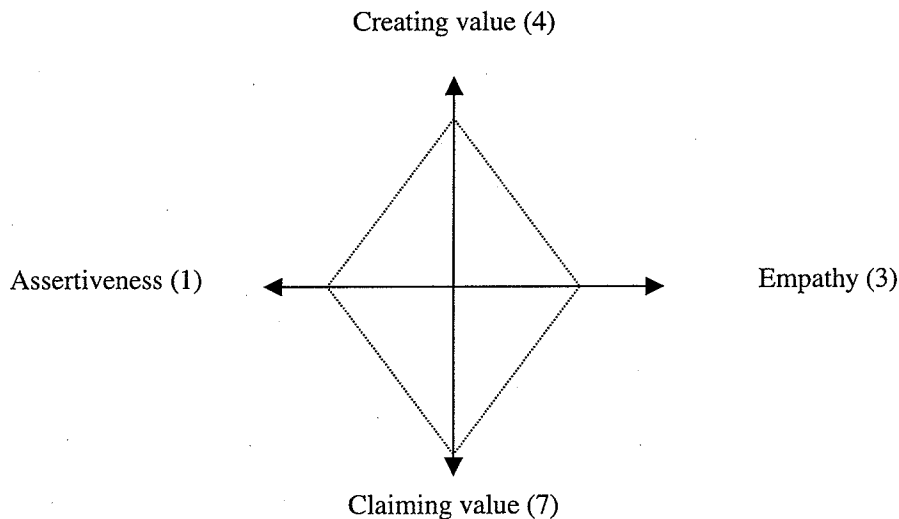 Creating value (4)
Assertiveness (1)
Empathy (3)
Claiming value (7)